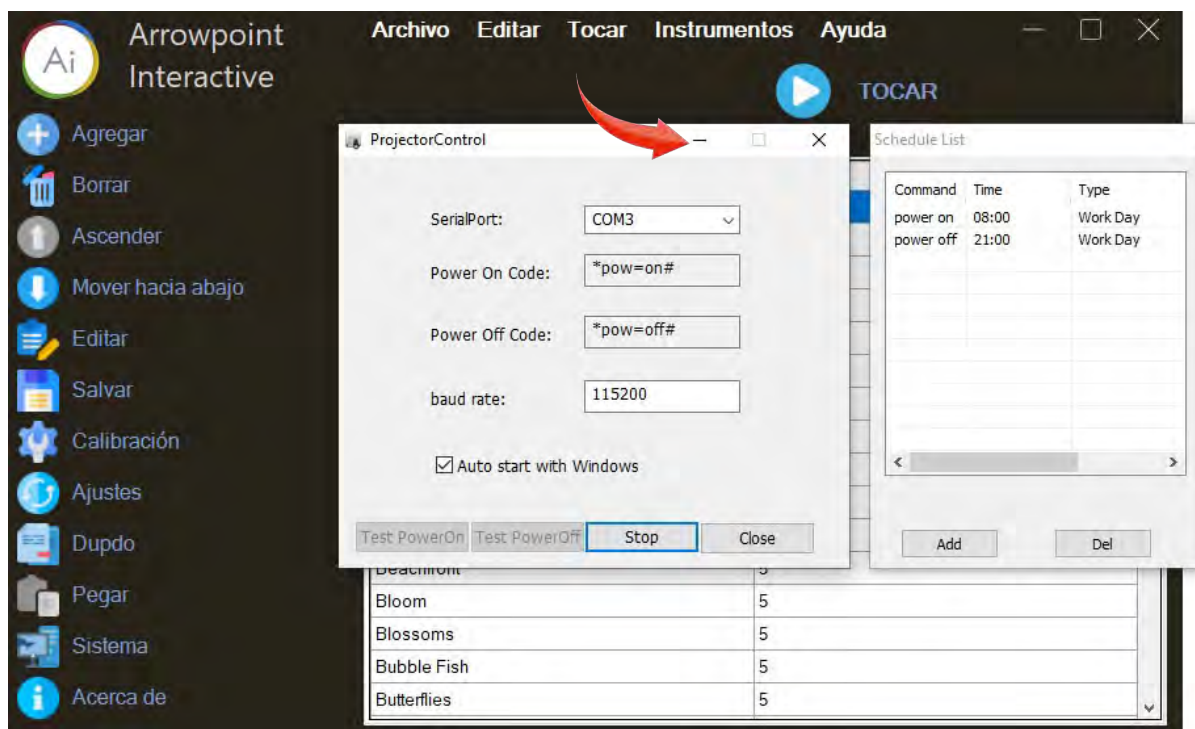 Ai
Arrowpoint
Interactive
Archivo Editar Tocar Instrumentos Ayuda
TOCAR
Agregar
Borrar
Ascender
Mover hacia abajo
Editar
Salvar
Calibración
Ajustes
Dupdo
Pegar
Sistema
Acerca de
ProjectorControl
SerialPort: COM3
Power On Code: *pow=on#
Power Off Code: *pow=off#
baud rate: 115200
Auto start with Windows
Test PowerOn Test PowerOff Stop Close
Schedule List
Command Time Type
power on 08:00 Work Day
power off 21:00 Work Day
Add Del
Beachfront 5
Bloom 5
Blossoms 5
Bubble Fish 5
Butterflies 5